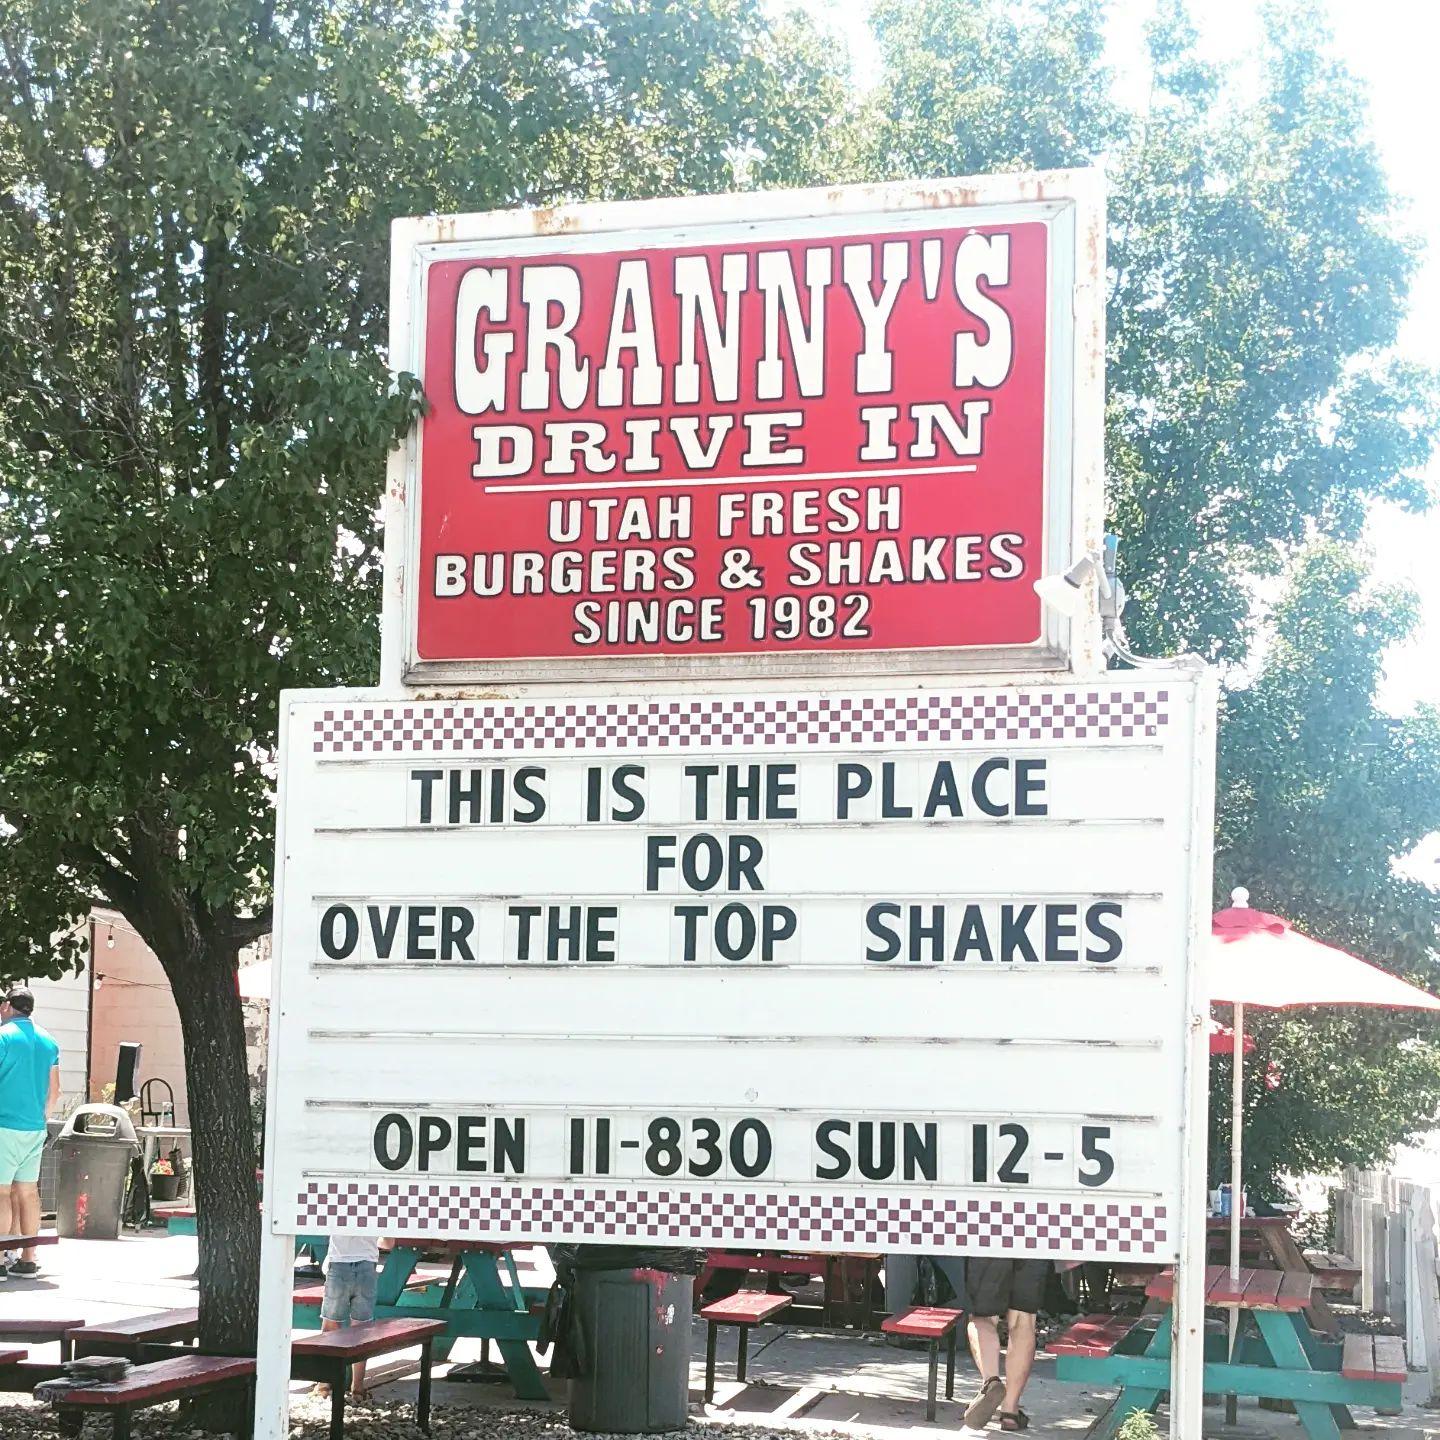 GRANNY'S
DRIVE IN
UTAH FRESH
BURGERS & SHAKES
SINCE 1982
THIS IS THE PLACE
FOR
OVER THE TOP SHAKES
OPEN 11-830 SUN 12-5